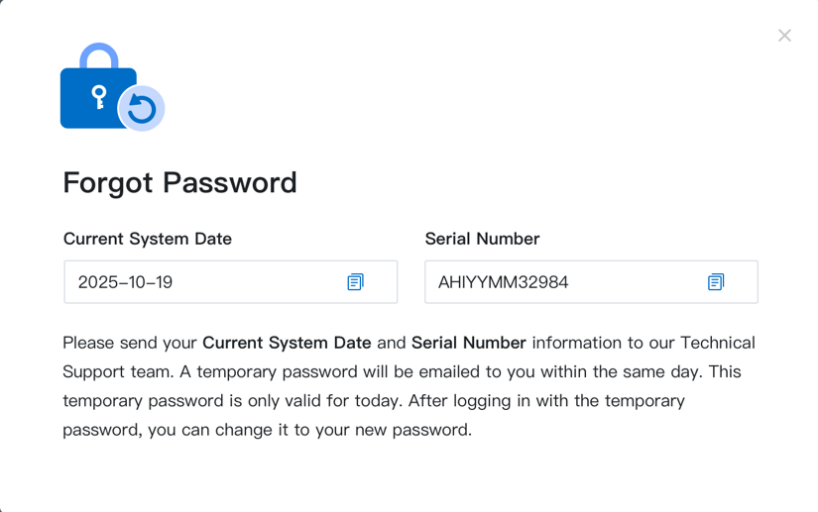 Forgot Password
Current System Date
Serial Number
2025-10-19
AHIYYMM32984
Please send your Current System Date and Serial Number information to our Technical
Support team. A temporary password will be emailed to you within the same day. This
temporary password is only valid for today. After logging in with the temporary
password, you can change it to your new password.